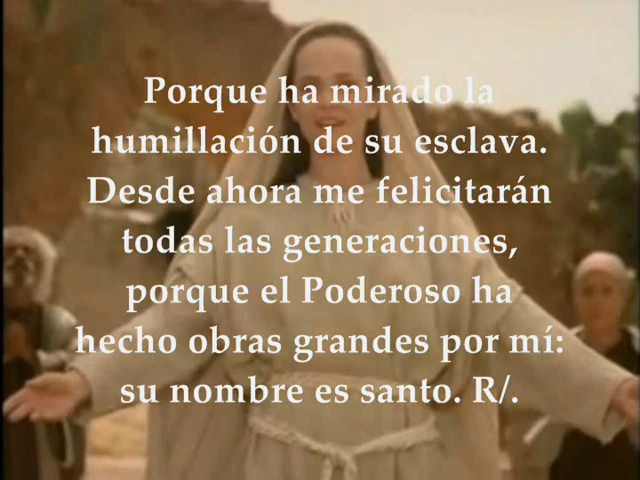 Porque ha mirado la
humillación de su esclava.
Desde ahora me felicitarán
todas las generaciones,
porque el Poderoso ha
hecho obras grandes por mí:
su nombre es santo. R/.